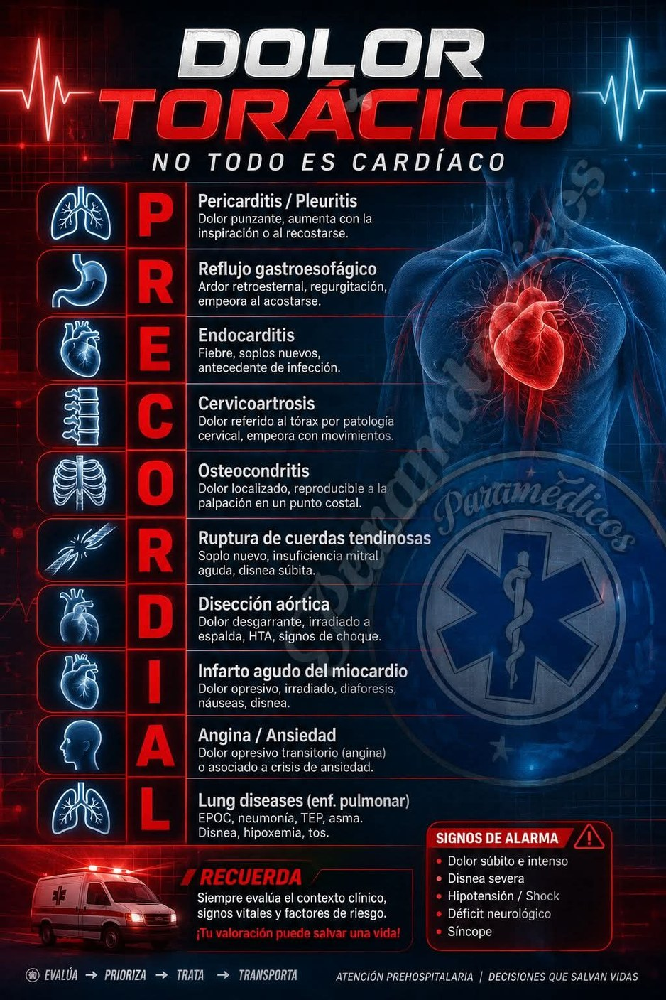 DOLOR
TORÁCICO
NO TODO ES CARDÍACO
P
Pericarditis / Pleuritis
Dolor punzante, aumenta con la
inspiración o al recostarse.
R
Reflujo gastroesofágico
Ardor retroesternal, regurgitación,
empeora al acostarse.
E
Endocarditis
Fiebre, soplos nuevos,
antecedente de infección.
C
Cervicoartrosis
Dolor referido al tórax por patología
cervical, empeora con movimientos.
O
Osteocondritis
Dolor localizado, reproducible a la
palpación en un punto costal.
R
Ruptura de cuerdas tendinosas
Soplo nuevo, insuficiencia mitral
aguda, disnea súbita.
D
Disección aórtica
Dolor desgarrante, irradiado a
espalda, HTA, signos de choque.
I
Infarto agudo del miocardio
Dolor opresivo, irradiado, diaforesis,
náuseas, disnea.
A
Angina / Ansiedad
Dolor opresivo transitorio (angina)
o asociado a crisis de ansiedad.
L
Lung diseases (enf. pulmonar)
EPOC, neumonía, TEP, asma.
Disnea, hipoxemia, tos.
Paramédicos
SIGNOS DE ALARMA
• Dolor súbito e intenso
• Disnea severa
• Hipotensión / Shock
• Déficit neurológico
• Síncope
RECUERDA
Siempre evalúa el contexto clínico,
signos vitales y factores de riesgo.
¡Tu valoración puede salvar una vida!
EVALÚA → PRIORIZA → TRATA → TRANSPORTA
ATENCIÓN PREHOSPITALARIA | DECISIONES QUE SALVAN VIDAS